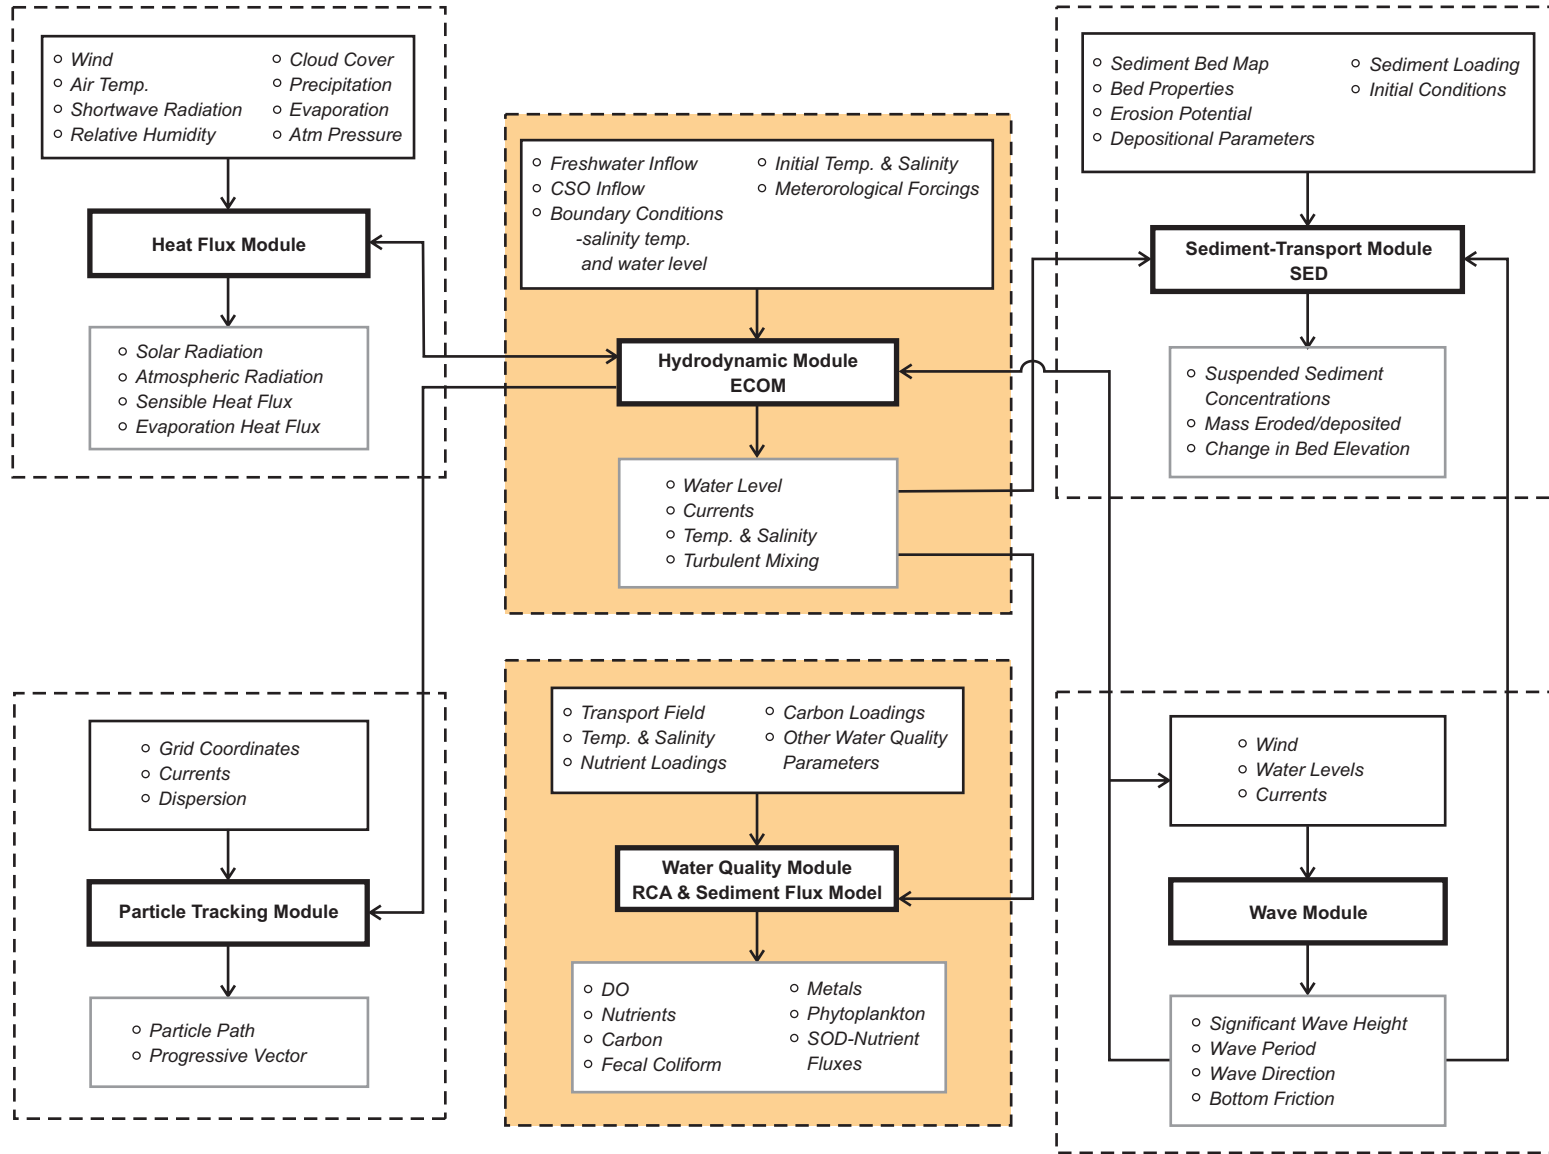 Wind
Air Temp.
Shortwave Radiation
Relative Humidity
Cloud Cover
Precipitation
Evaporation
Atm Pressure
Heat Flux Module
Solar Radiation
Atmospheric Radiation
Sensible Heat Flux
Evaporation Heat Flux
Freshwater Inflow
CSO Inflow
Boundary Conditions
-salinity temp.
and water level
Initial Temp. & Salinity
Meterorological Forcings
Hydrodynamic Module
ECOM
Water Level
Currents
Temp. & Salinity
Turbulent Mixing
Sediment Bed Map
Bed Properties
Erosion Potential
Depositional Parameters
Sediment Loading
Initial Conditions
Sediment-Transport Module
SED
Suspended Sediment
Concentrations
Mass Eroded/deposited
Change in Bed Elevation
Grid Coordinates
Currents
Dispersion
Particle Tracking Module
Particle Path
Progressive Vector
Transport Field
Temp. & Salinity
Nutrient Loadings
Carbon Loadings
Other Water Quality
Parameters
Water Quality Module
RCA & Sediment Flux Model
DO
Nutrients
Carbon
Fecal Coliform
Metals
Phytoplankton
SOD-Nutrient
Fluxes
Wind
Water Levels
Currents
Wave Module
Significant Wave Height
Wave Period
Wave Direction
Bottom Friction